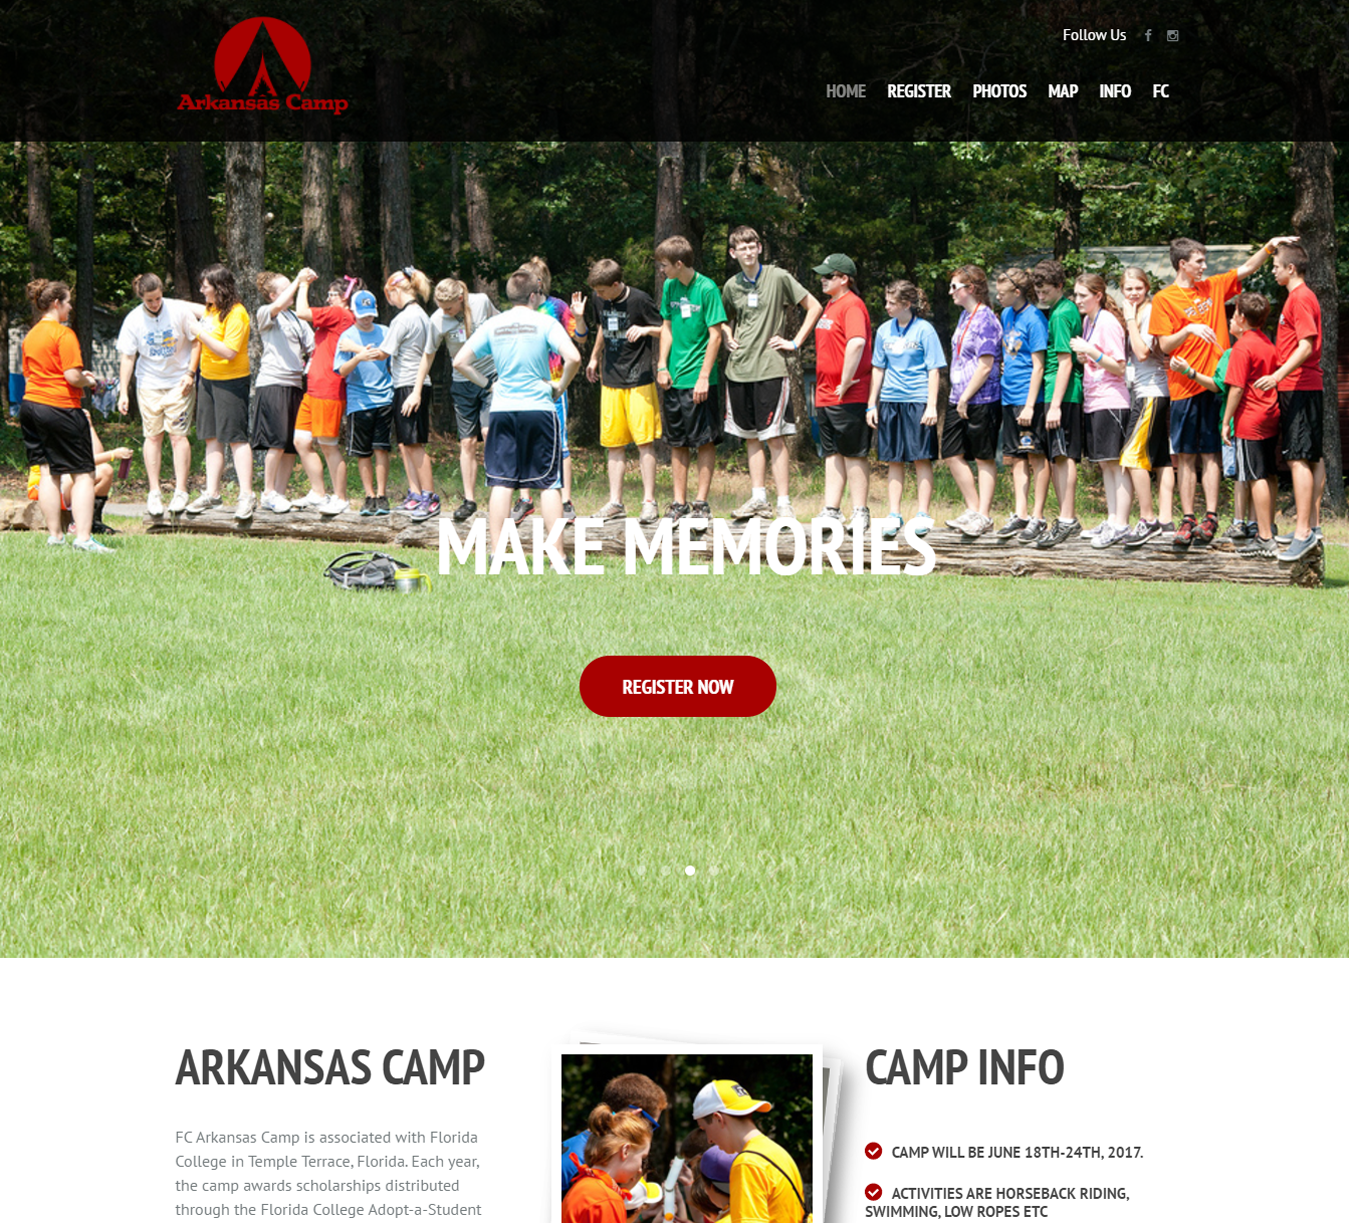 Arkansas Camp
Follow Us
HOME REGISTER PHOTOS MAP INFO FC
MAKE MEMORIES
REGISTER NOW
ARKANSAS CAMP
FC Arkansas Camp is associated with Florida
College in Temple Terrace, Florida. Each year,
the camp awards scholarships distributed
through the Florida College Adopt-a-Student
CAMP INFO
CAMP WILL BE JUNE 18TH-24TH, 2017.
ACTIVITIES ARE HORSEBACK RIDING,
SWIMMING, LOW ROPES ETC